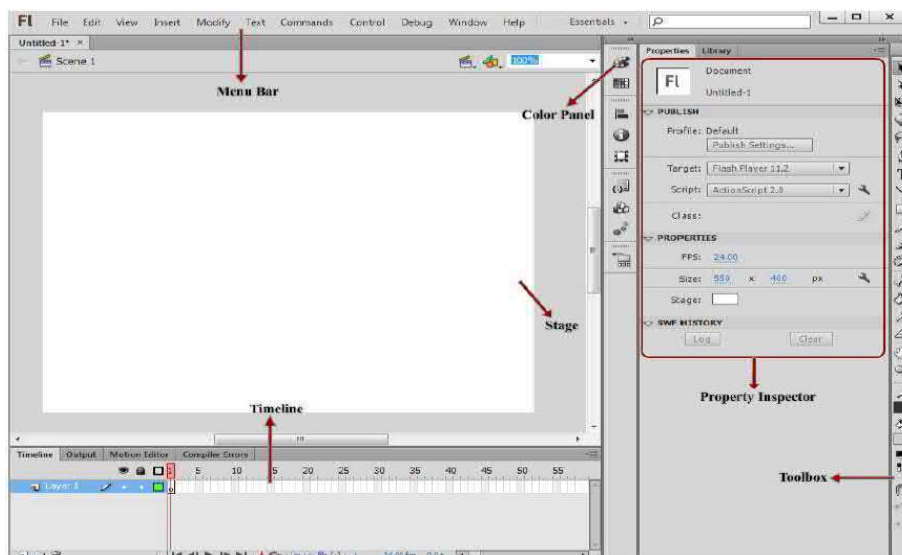 Fl File Edit View Insert Modify Text Commands Control Debug Window Help Essentials
Untitled-1* ×
Scene 1
100%
Menu Bar
Color Panel
Properties Library
Fl Document
Untitled-1
PUBLISH
Profile: Default
Publish Settings...
Target: Flash Player 11.2
Script: ActionScript 2.0
Class:
PROPERTIES
FPS: 24.00
Size: 550 x 400 px
Stage:
SWF HISTORY
Log Clear
Stage
Property Inspector
Timeline
Timeline Output Motion Editor Compiler Errors
1 5 10 15 20 25 30 35 40 45 50 55
Layer 1
Toolbox